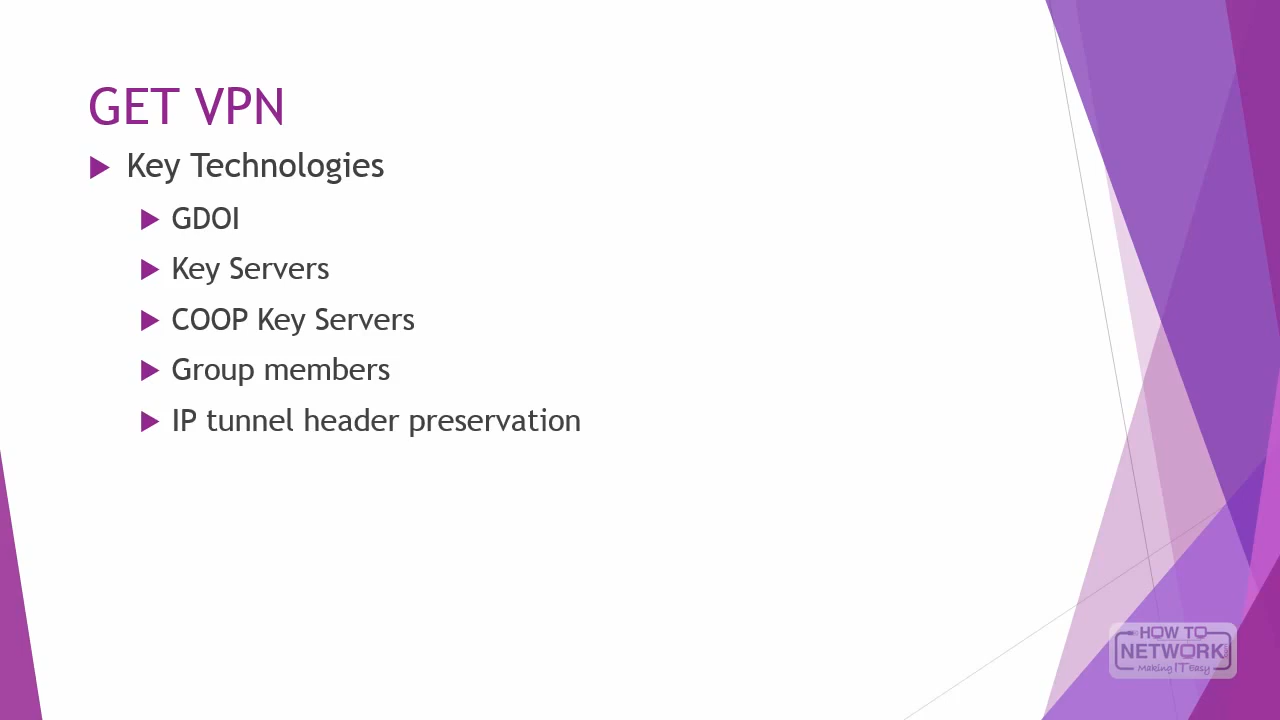 GET VPN
Key Technologies
GDOI
Key Servers
COOP Key Servers
Group members
IP tunnel header preservation
HOW TO
NETWORK
Making IT Easy